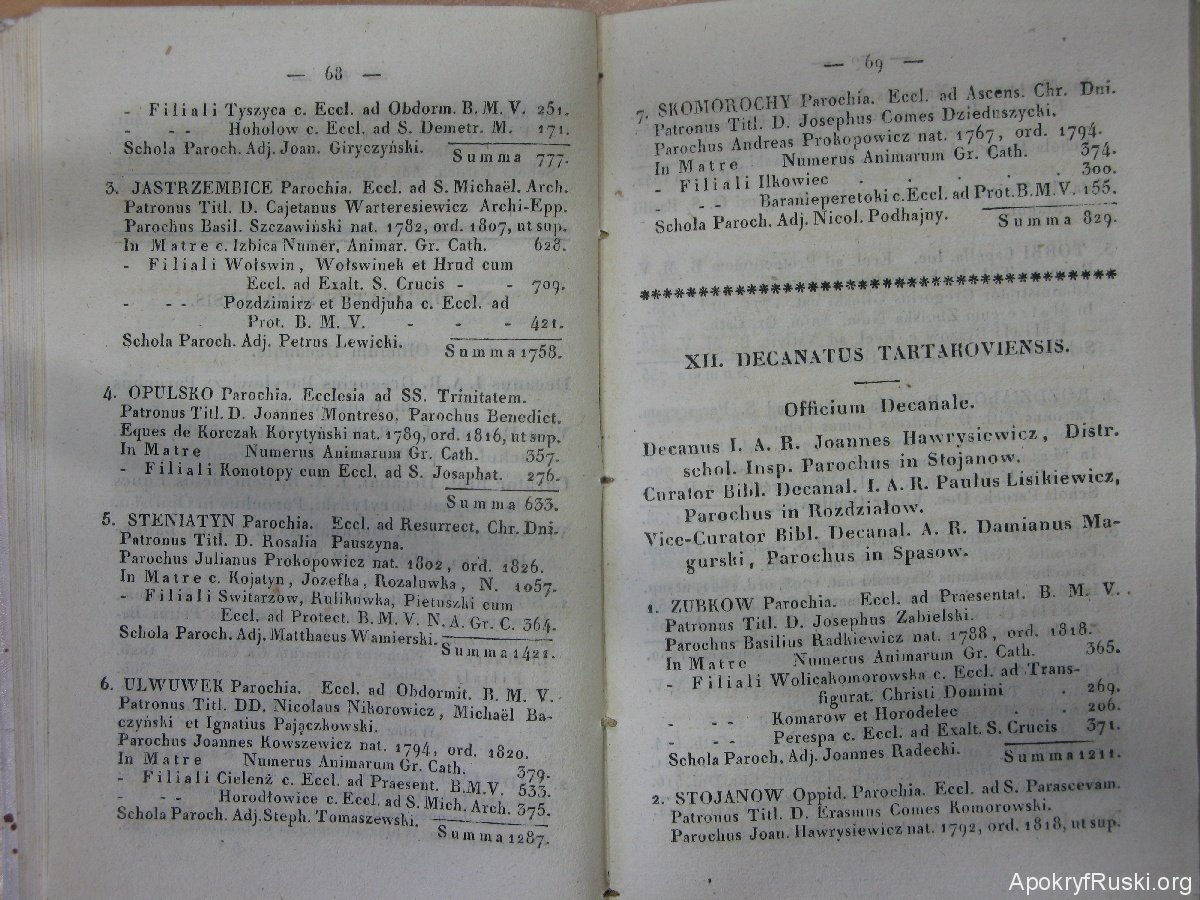 — 68 —
- Filiali Tyszyca c. Eccl. ad Obdorm. B. M. V. 251.
- - - Hoholow c. Eccl. ad S. Demetr. M. 171.
Schola Paroch. Adj. Joan. Giryczyński. Summa 777.
3. JASTRZEMBICE Parochia. Eccl. ad S. Michaël. Arch.
Patronus Titl. D. Cajetanus Warteresiewicz Archi-Epp.
Parochus Basil. Szczawiński nat. 1782, ord. 1807, ut sup.
In Matre c. Izbica Numer. Animar. Gr. Cath. 628.
- Filiali Wołswin, Wołswinek et Hrud cum
Eccl. ad Exalt. S. Crucis - - 709.
- - - Pozdzimirz et Bendjuha c. Eccl. ad
Prot. B. M. V. - - - 421.
Schola Paroch. Adj. Petrus Lewicki. Summa 1758.
4. OPULSKO Parochia. Ecclesia ad SS. Trinitatem.
Patronus Titl. D. Joannes Montreso. Parochus Benedict.
Eques de Korczak Korytyński nat. 1789, ord. 1816, ut sup.
In Matre Numerus Animarum Gr. Cath. 357.
- Filiali Konotopy cum Eccl. ad S. Josaphat. 276.
Summa 633.
5. STENIATYN Parochia. Eccl. ad Resurrect. Chr. Dni.
Patronus Titl. D. Rosalia Pauszyna.
Parochus Julianus Prokopowicz nat. 1802, ord. 1826.
In Matre c. Kojatyn, Jozefka, Rozaluwka, N. 1057.
- Filiali Switarzow, Rulikuwka, Pietuszki cum
Eccl. ad Protect. B. M. V. N. A. Gr. C. 364.
Schola Paroch. Adj. Matthaeus Wamierski. Summa 1421.
6. ULWUWEK Parochia. Eccl. ad Obdormit. B. M. V.
Patronus Titl. DD. Nicolaus Nikorowicz, Michaël Ba-
czyński et Ignatius Pajączkowski.
Parochus Joannes Kowszewicz nat. 1794, ord. 1820.
In Matre Numerus Animarum Gr. Cath. 379.
- Filiali Cielenż c. Eccl. ad Praesent. B.M.V. 533.
- - - Horodłowice c. Eccl. ad S. Mich. Arch. 375.
Schola Paroch. Adj. Steph. Tomaszewski. Summa 1287.
— 69 —
7. SKOMOROCHY Parochia. Eccl. ad Ascens. Chr. Dni.
Patronus Titl. D. Josephus Comes Dzieduszycki.
Parochus Andreas Prokopowicz nat. 1767, ord. 1794.
In Matre Numerus Animarum Gr. Cath. 374.
- Filiali Ilkowiec . . . . 300.
- - - Baranieperetoki c. Eccl. ad Prot. B.M.V. 155.
Schola Paroch. Adj. Nicol. Podhajny. Summa 829.
XII. DECANATUS TARTAKOVIENSIS.
Officium Decanale.
Decanus I. A. R. Joannes Hawrysiewicz, Distr.
schol. Insp. Parochus in Stojanow.
Curator Bibl. Decanal. I. A. R. Paulus Lisikiewicz,
Parochus in Rozdziałow.
Vice-Curator Bibl. Decanal. A. R. Damianus Ma-
gurski, Parochus in Spasow.
1. ZUBKOW Parochia. Eccl. ad Praesentat. B. M. V.
Patronus Titl. D. Josephus Zabielski.
Parochus Basilius Radkiewicz nat. 1788, ord. 1818.
In Matre Numerus Animarum Gr. Cath. 365.
- Filiali Wolicakomorowska c. Eccl. ad Trans-
figurat. Christi Domini . 269.
- - - Komarow et Horodelec . . 206.
- - - Perespa c. Eccl. ad Exalt. S. Crucis 371.
Schola Paroch. Adj. Joannes Radecki. Summa 1211.
2. STOJANOW Oppid. Parochia. Eccl. ad S. Parascevam.
Patronus Titl. D. Erasmus Comes Komorowski.
Parochus Joan. Hawrysiewicz nat. 1792, ord. 1818, ut sup.
ApokryfRuski.org